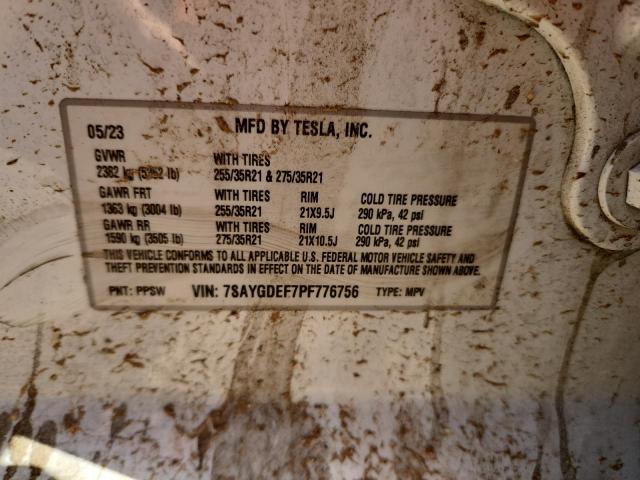 05/23 MFD BY TESLA, INC.
GVWR WITH TIRES
2382 kg (5252 lb) 255/35R21 & 275/35R21
GAWR FRT WITH TIRES RIM COLD TIRE PRESSURE
1363 kg (3004 lb) 255/35R21 21X9.5J 290 kPa, 42 psi
GAWR RR WITH TIRES RIM COLD TIRE PRESSURE
1590 kg (3505 lb) 275/35R21 21X10.5J 290 kPa, 42 psi
THIS VEHICLE CONFORMS TO ALL APPLICABLE U.S. FEDERAL MOTOR VEHICLE SAFETY AND
THEFT PREVENTION STANDARDS IN EFFECT ON THE DATE OF MANUFACTURE SHOWN ABOVE.
PNT: PPSW VIN: 7SAYGDEF7PF776756 TYPE: MPV